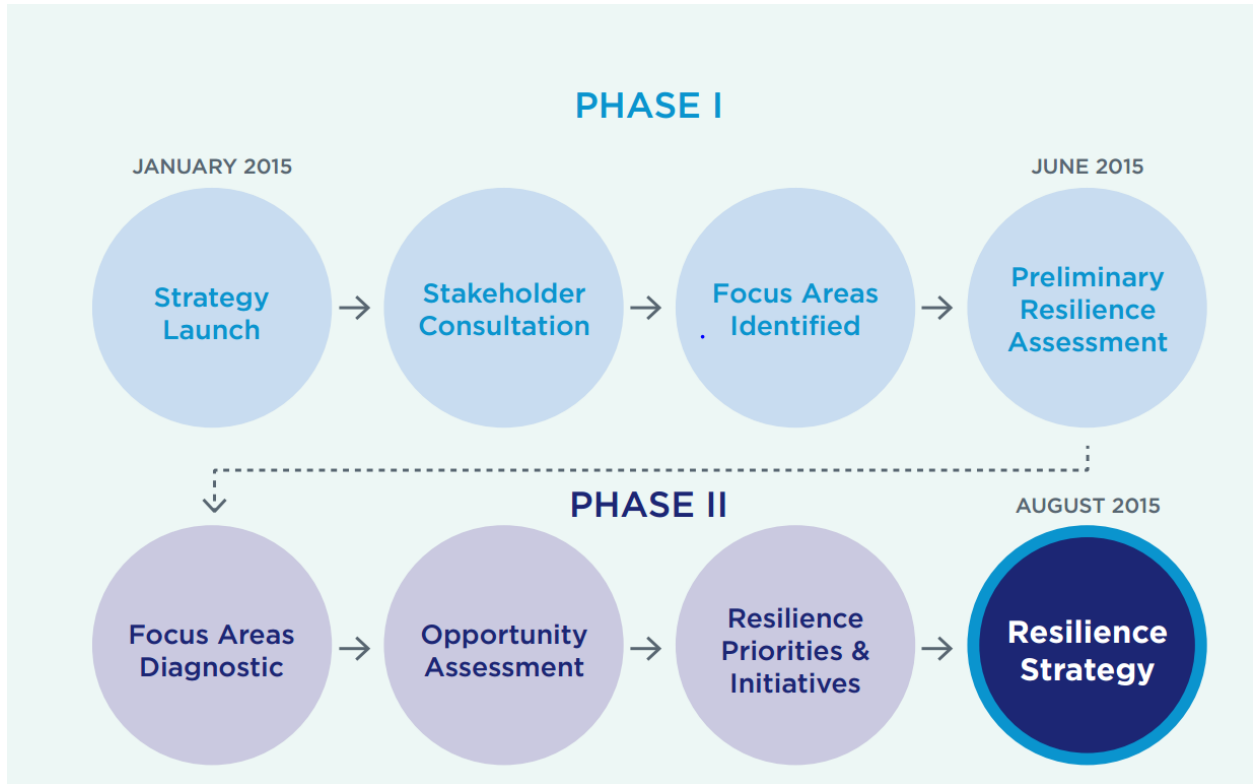 PHASE I
JANUARY 2015
JUNE 2015
Strategy
Launch
Stakeholder
Consultation
Focus Areas
Identified
Preliminary
Resilience
Assessment
PHASE II
AUGUST 2015
Focus Areas
Diagnostic
Opportunity
Assessment
Resilience
Priorities &
Initiatives
Resilience
Strategy